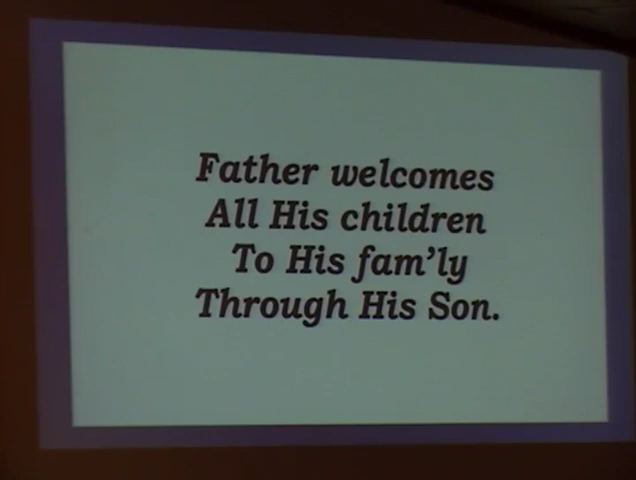 Father welcomes
All His children
To His fam’ly
Through His Son.